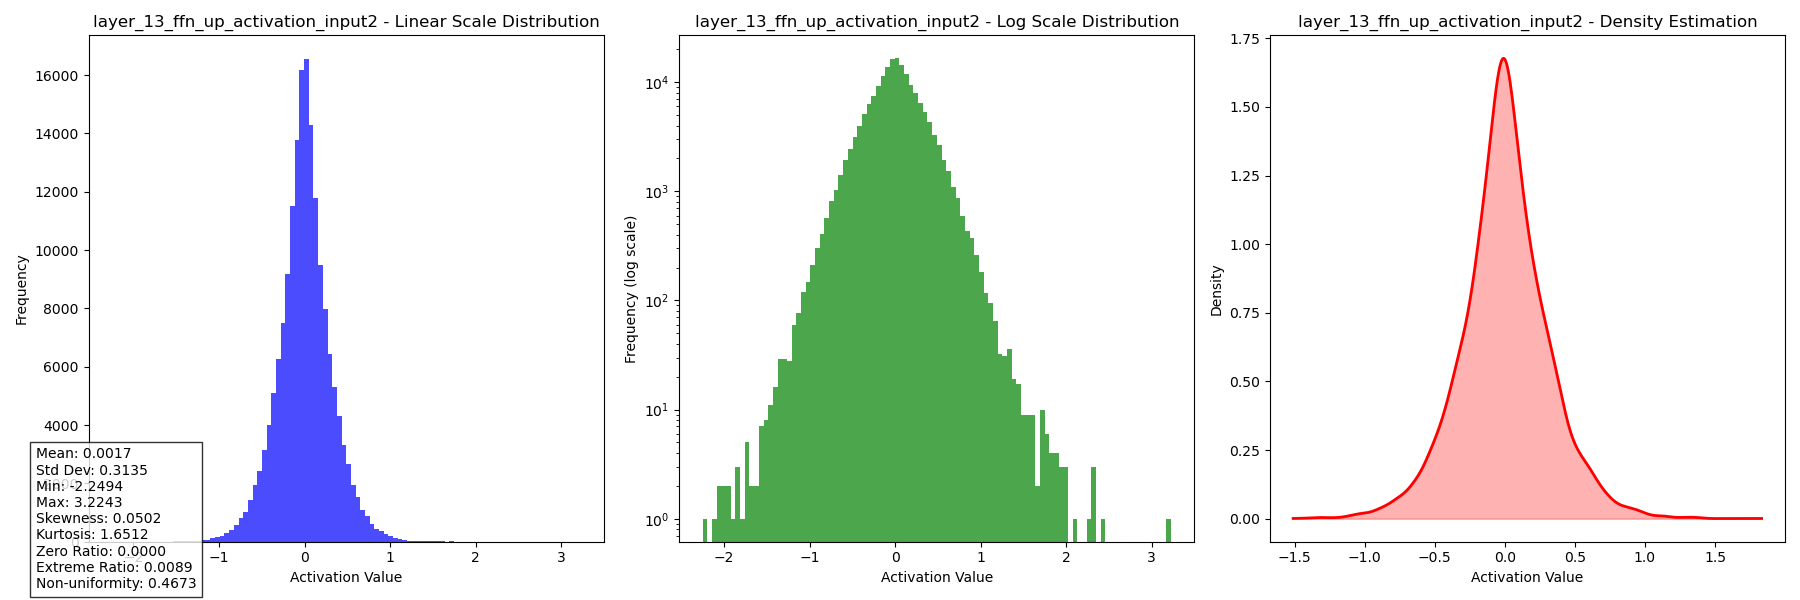 layer_13_ffn_up_activation_input2 - Linear Scale Distribution
16000
14000
12000
10000
8000
6000
4000
2000
0
Frequency
−1
0
1
2
3
Activation Value
Mean: 0.0017
Std Dev: 0.3135
Min: -2.2494
Max: 3.2243
Skewness: 0.0502
Kurtosis: 1.6512
Zero Ratio: 0.0000
Extreme Ratio: 0.0089
Non-uniformity: 0.4673
layer_13_ffn_up_activation_input2 - Log Scale Distribution
10⁴
10³
10²
10¹
10⁰
Frequency (log scale)
−2
−1
0
1
2
3
Activation Value
layer_13_ffn_up_activation_input2 - Density Estimation
1.75
1.50
1.25
1.00
0.75
0.50
0.25
0.00
Density
−1.5
−1.0
−0.5
0.0
0.5
1.0
1.5
Activation Value